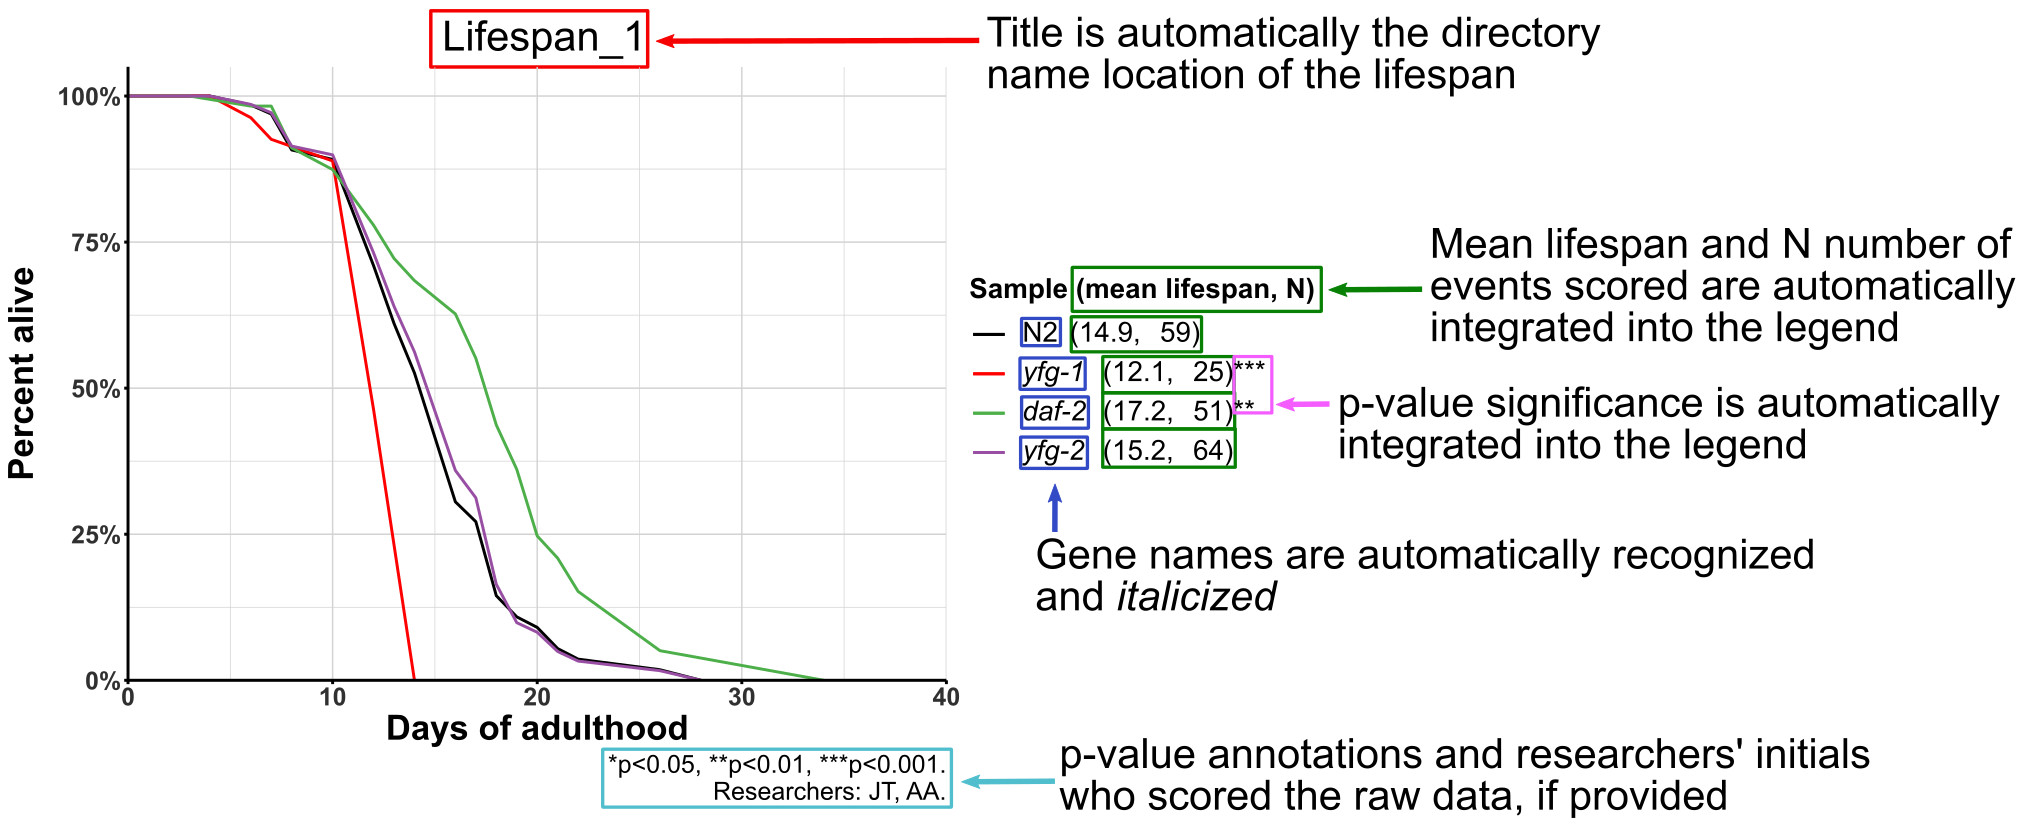 Lifespan_1
Title is automatically the directory
name location of the lifespan
100%
75%
50%
25%
0%
Percent alive
0
10
20
30
40
Days of adulthood
Sample (mean lifespan, N)
N2 (14.9, 59)
yfg-1 (12.1, 25)***
daf-2 (17.2, 51)**
yfg-2 (15.2, 64)
Mean lifespan and N number of
events scored are automatically
integrated into the legend
p-value significance is automatically
integrated into the legend
Gene names are automatically recognized
and italicized
*p<0.05, **p<0.01, ***p<0.001.
Researchers: JT, AA.
p-value annotations and researchers' initials
who scored the raw data, if provided